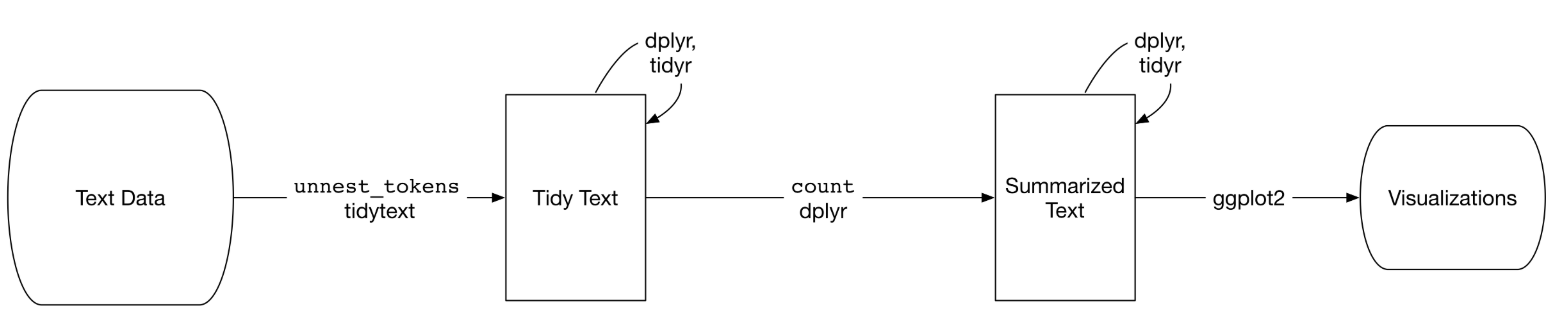 Text Data
unnest_tokens
tidytext
dplyr,
tidyr
Tidy Text
count
dplyr
dplyr,
tidyr
Summarized
Text
ggplot2
Visualizations